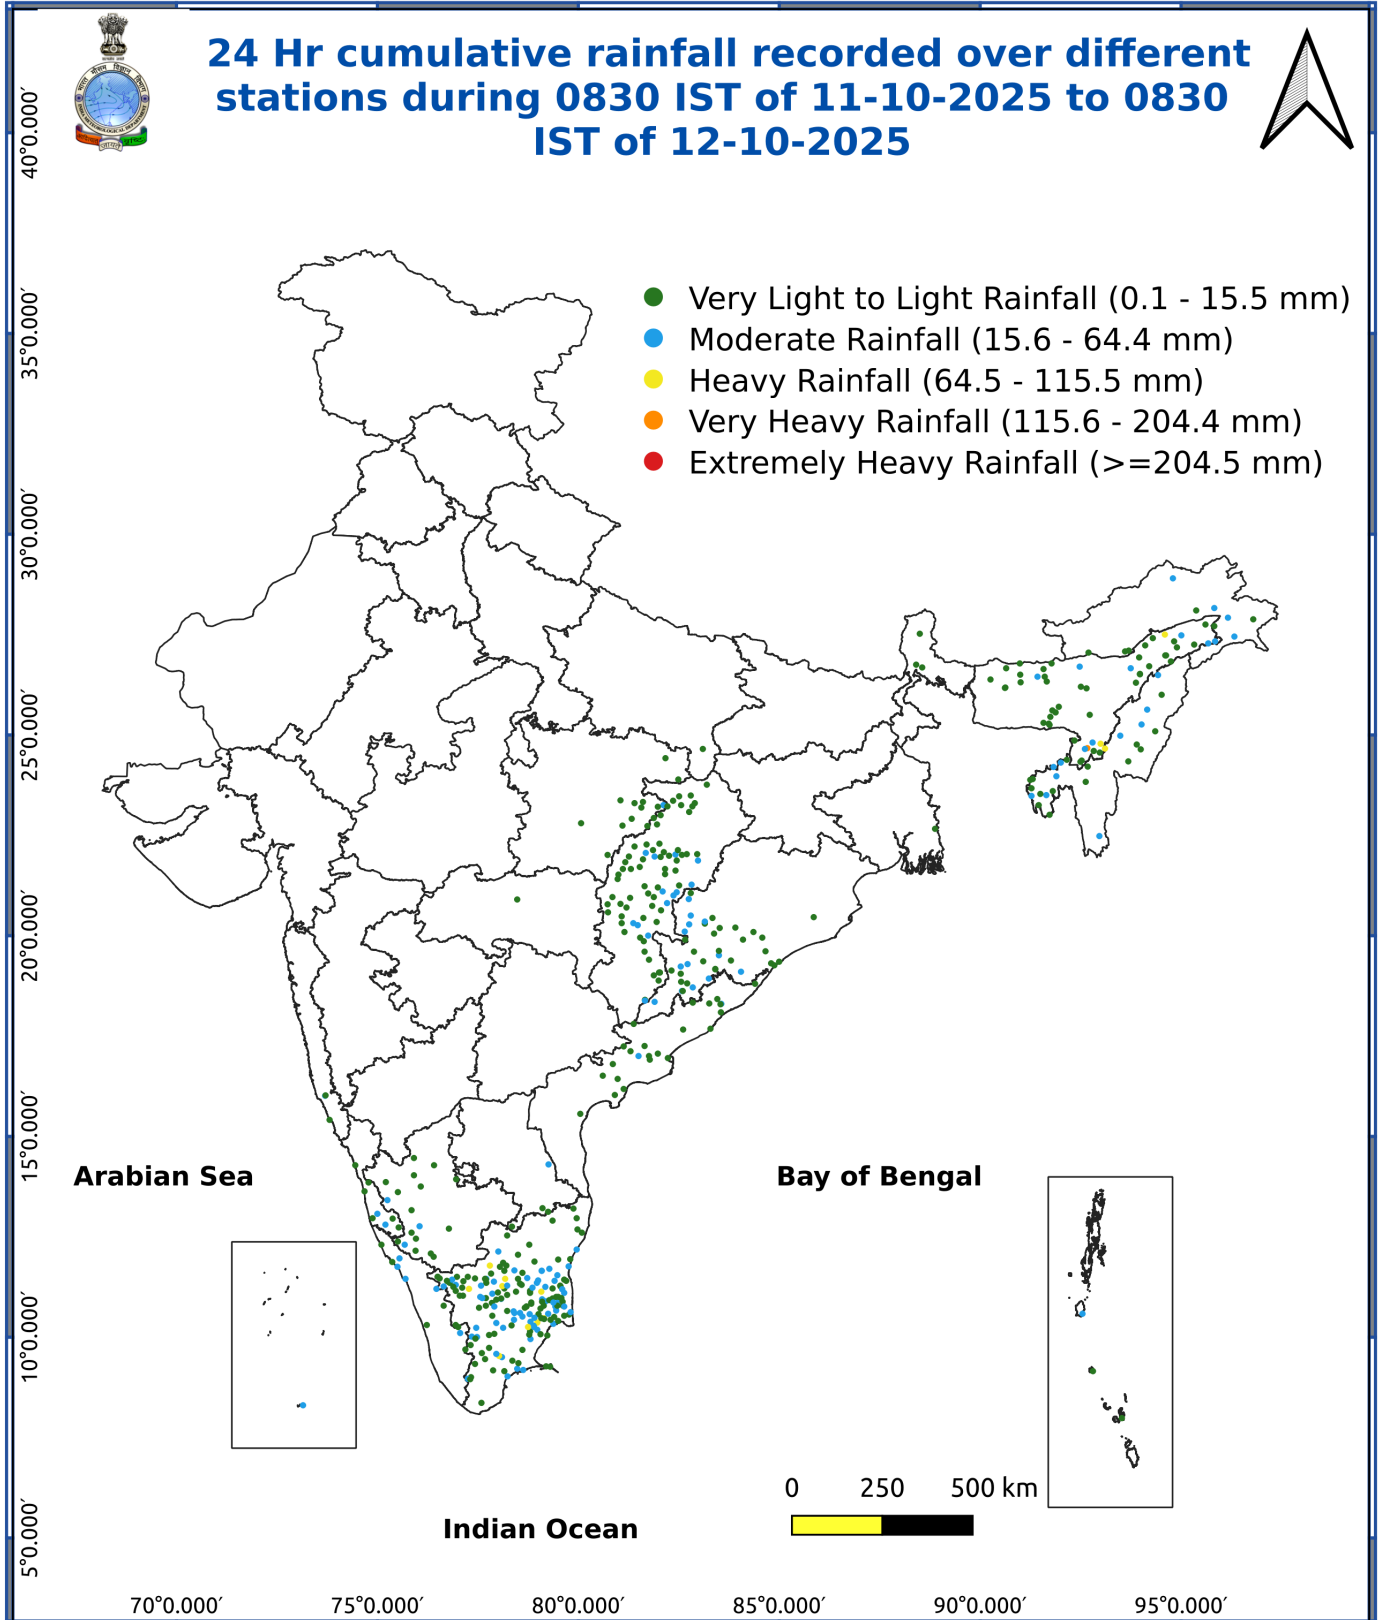 24 Hr cumulative rainfall recorded over different
stations during 0830 IST of 11-10-2025 to 0830
IST of 12-10-2025
Very Light to Light Rainfall (0.1 - 15.5 mm)
Moderate Rainfall (15.6 - 64.4 mm)
Heavy Rainfall (64.5 - 115.5 mm)
Very Heavy Rainfall (115.6 - 204.4 mm)
Extremely Heavy Rainfall (>=204.5 mm)
40°0.000′
35°0.000′
30°0.000′
25°0.000′
20°0.000′
15°0.000′
10°0.000′
5°0.000′
Arabian Sea
Bay of Bengal
Indian Ocean
0 250 500 km
70°0.000′ 75°0.000′ 80°0.000′ 85°0.000′ 90°0.000′ 95°0.000′